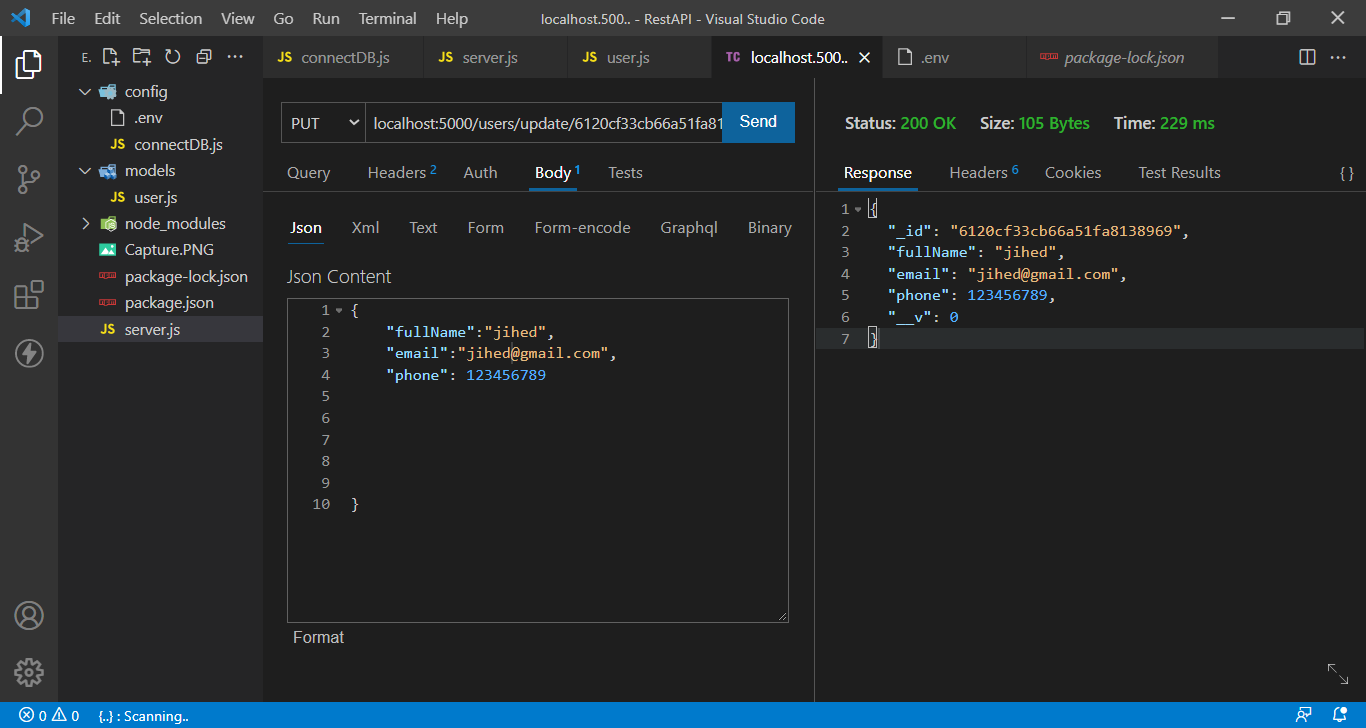 File Edit Selection View Go Run Terminal Help localhost.500.. - RestAPI - Visual Studio Code
E. JS connectDB.js JS server.js JS user.js TC localhost.500.. .env package-lock.json
config
.env
JS connectDB.js
models
JS user.js
node_modules
Capture.PNG
package-lock.json
package.json
JS server.js
PUT localhost:5000/users/update/6120cf33cb66a51fa81 Send
Query Headers 2 Auth Body 1 Tests
Json Xml Text Form Form-encode Graphql Binary
Json Content
1 {
2 "fullName":"jihed",
3 "email":"jihed@gmail.com",
4 "phone": 123456789
5
6
7
8
9
10 }
Format
Status: 200 OK Size: 105 Bytes Time: 229 ms
Response Headers 6 Cookies Test Results {}
1 {
2 "_id": "6120cf33cb66a51fa8138969",
3 "fullName": "jihed",
4 "email": "jihed@gmail.com",
5 "phone": 123456789,
6 "__v": 0
7 }
0 0 {..} : Scanning..